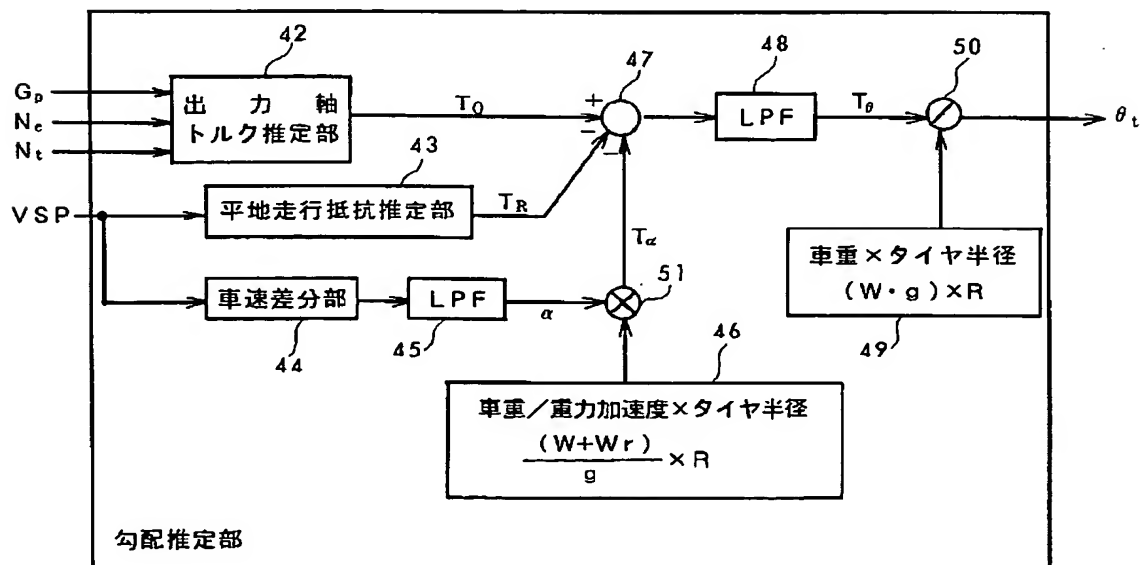 42
Gp
Ne
Nt
出力軸
トルク推定部
To
+
−
−
47
48
LPF
Tθ
50
θt
43
VSP
平地走行抵抗推定部
TR
Tα
車速差分部
44
LPF
45
α
51
46
車重/重力加速度×タイヤ半径
(W+Wr)
g
×R
車重×タイヤ半径
(W・g)×R
49
勾配推定部